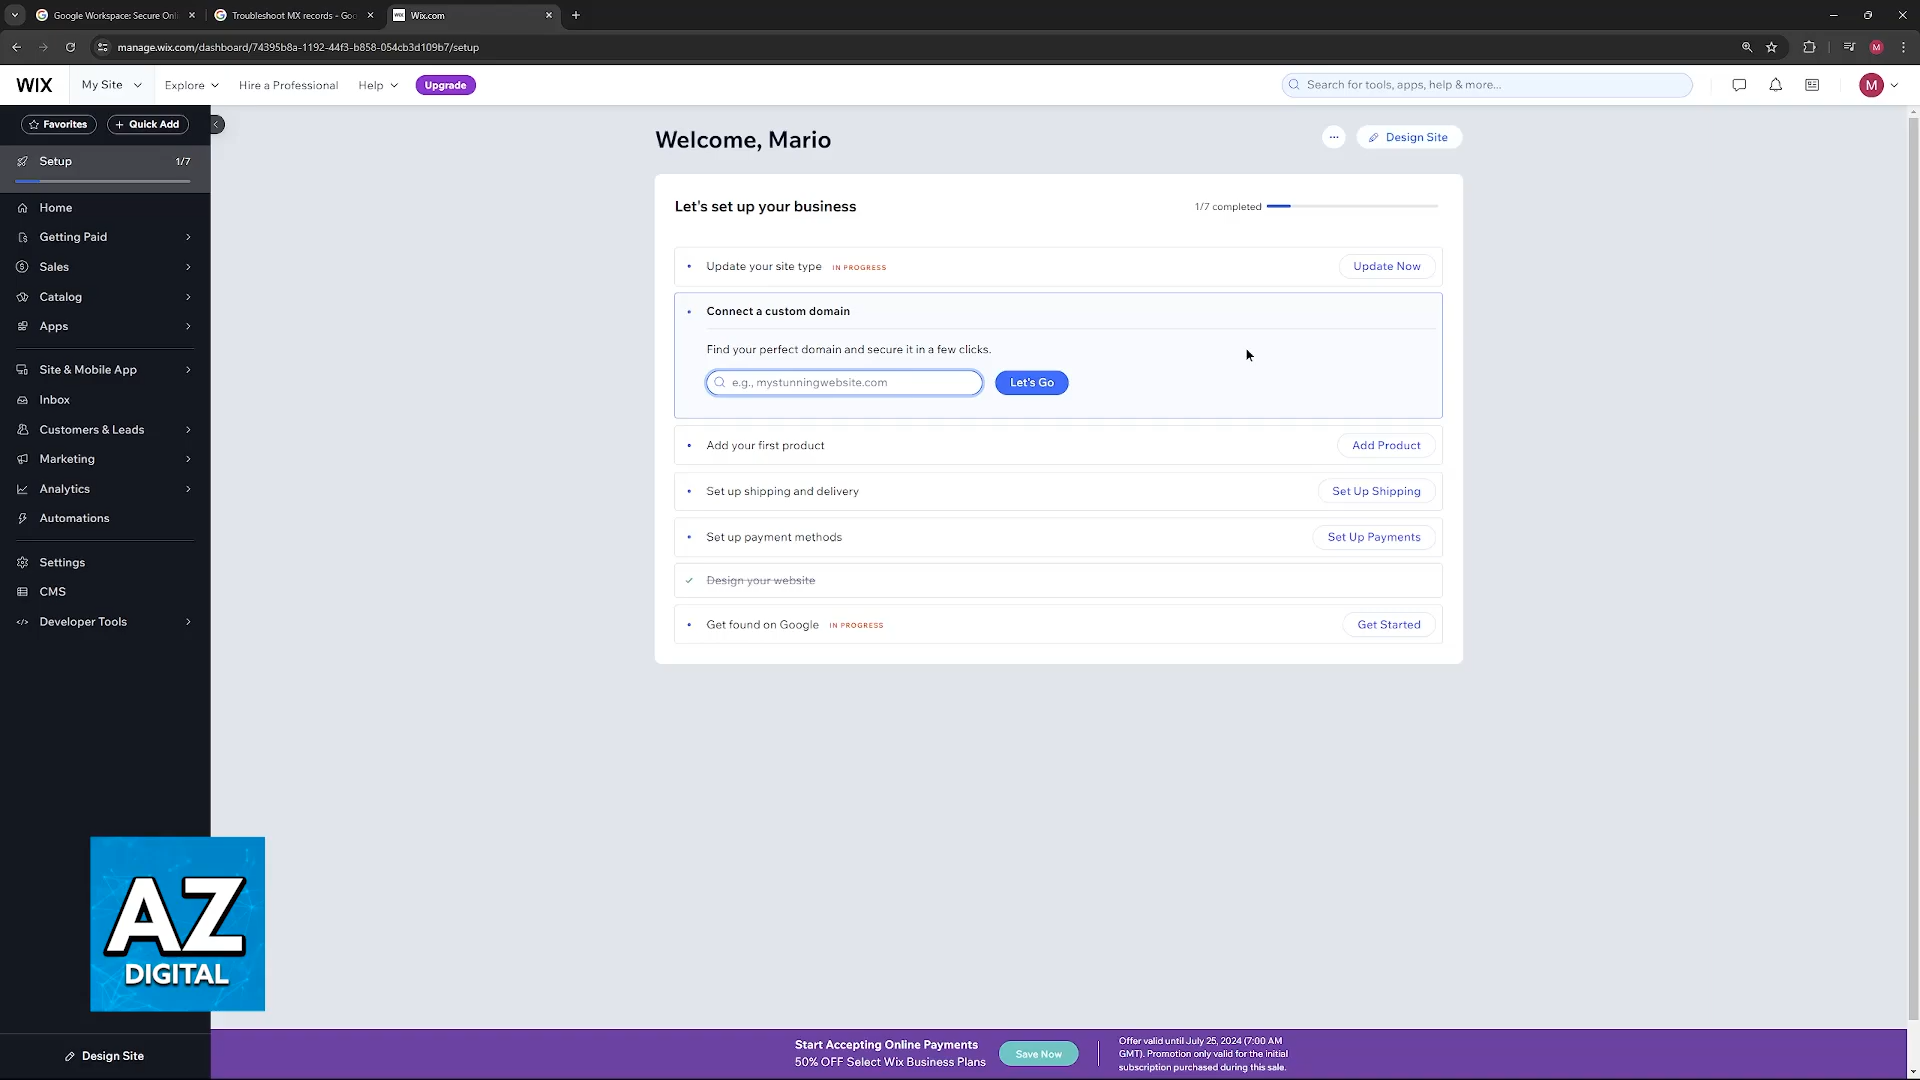 Google Workspace: Secure Onli
Troubleshoot MX records - Goo
WIX Wix.com
manage.wix.com/dashboard/74395b8a-1192-44f3-b858-054cb3d109b7/setup
M
WIX My Site Explore Hire a Professional Help Upgrade Search for tools, apps, help & more... M
Favorites + Quick Add
Setup 1/7
Home
Getting Paid
Sales
Catalog
Apps
Site & Mobile App
Inbox
Customers & Leads
Marketing
Analytics
Automations
Settings
CMS
Developer Tools
Welcome, Mario
... Design Site
Let's set up your business
1/7 completed
Update your site type IN PROGRESS Update Now
Connect a custom domain
Find your perfect domain and secure it in a few clicks.
e.g., mystunningwebsite.com Let's Go
Add your first product Add Product
Set up shipping and delivery Set Up Shipping
Set up payment methods Set Up Payments
Design your website
Get found on Google IN PROGRESS Get Started
AZ
DIGITAL
Design Site
Start Accepting Online Payments
50% OFF Select Wix Business Plans
Save Now
Offer valid until July 25, 2024 (7:00 AM
GMT). Promotion only valid for the initial
subscription purchased during this sale.